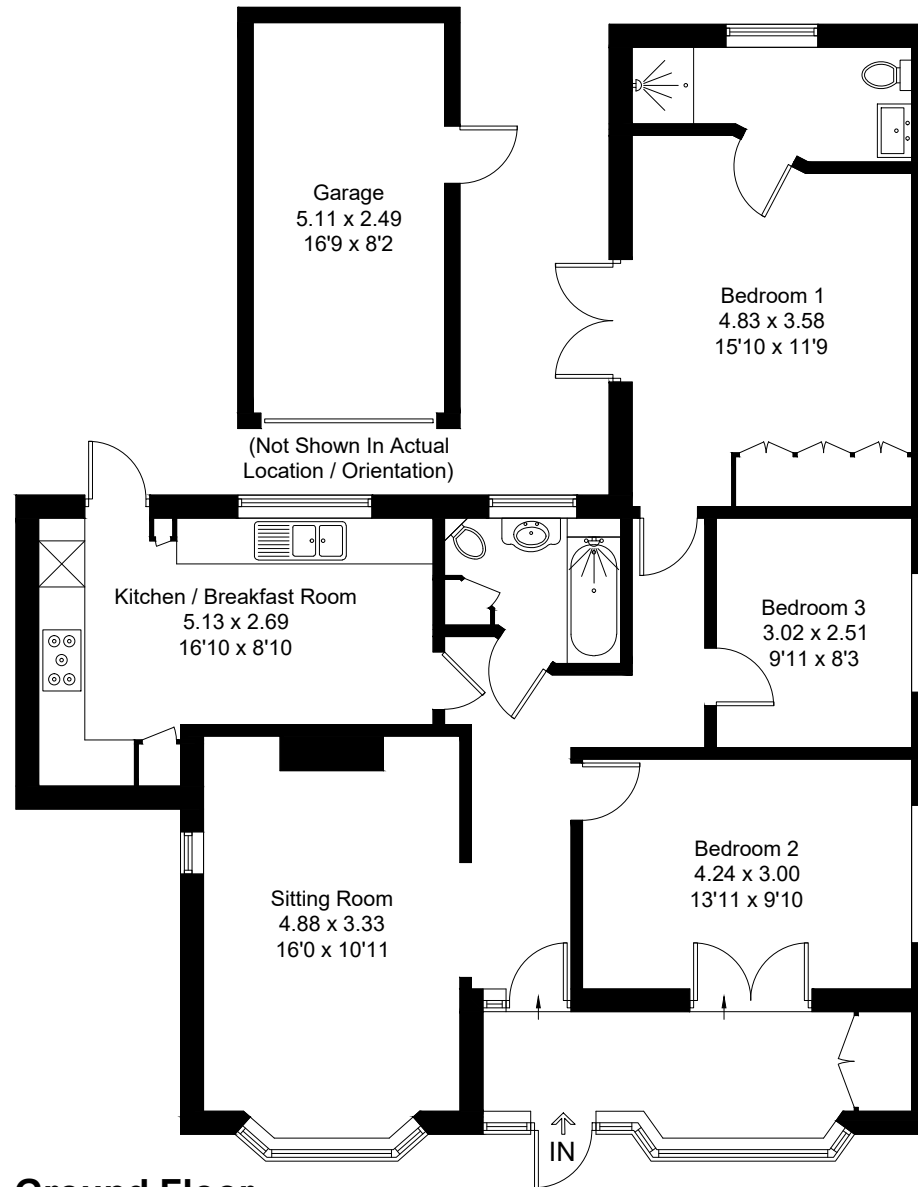 Garage
5.11 x 2.49
16'9 x 8'2
(Not Shown In Actual
Location / Orientation)
Bedroom 1
4.83 x 3.58
15'10 x 11'9
Kitchen / Breakfast Room
5.13 x 2.69
16'10 x 8'10
Bedroom 3
3.02 x 2.51
9'11 x 8'3
Sitting Room
4.88 x 3.33
16'0 x 10'11
Bedroom 2
4.24 x 3.00
13'11 x 9'10
IN
Ground Floor